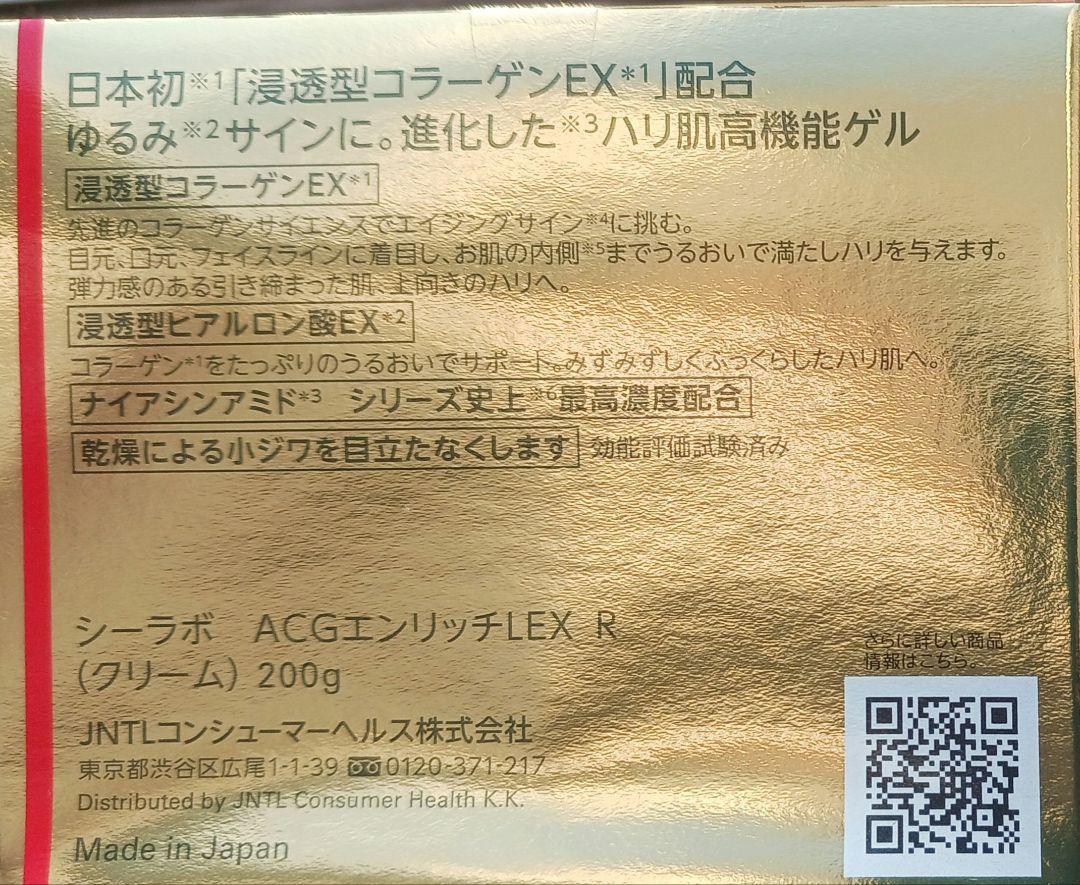 日本初※1「浸透型コラーゲンEX*1」配合
ゆるみ※2サインに。進化した※3ハリ肌高機能ゲル
浸透型コラーゲンEX*1
先進のコラーゲンサイエンスでエイジングサイン※4に挑む。
目元、口元、フェイスラインに着目し、お肌の内側※5までうるおいで満たしハリを与えます。
弾力感のある引き締まった肌、上向きのハリへ。
浸透型ヒアルロン酸EX*2
コラーゲン*1をたっぷりのうるおいでサポート。みずみずしくふっくらしたハリ肌へ。
ナイアシンアミド*3 シリーズ史上※6最高濃度配合
乾燥による小ジワを目立たなくします 効能評価試験済み
シーラボ ACGエンリッチLEX R
(クリーム) 200g
JNTLコンシューマーヘルス株式会社
東京都渋谷区広尾1-1-39 0120-371-217
Distributed by JNTL Consumer Health K.K.
Made in Japan
さらに詳しい商品
情報はこちら。